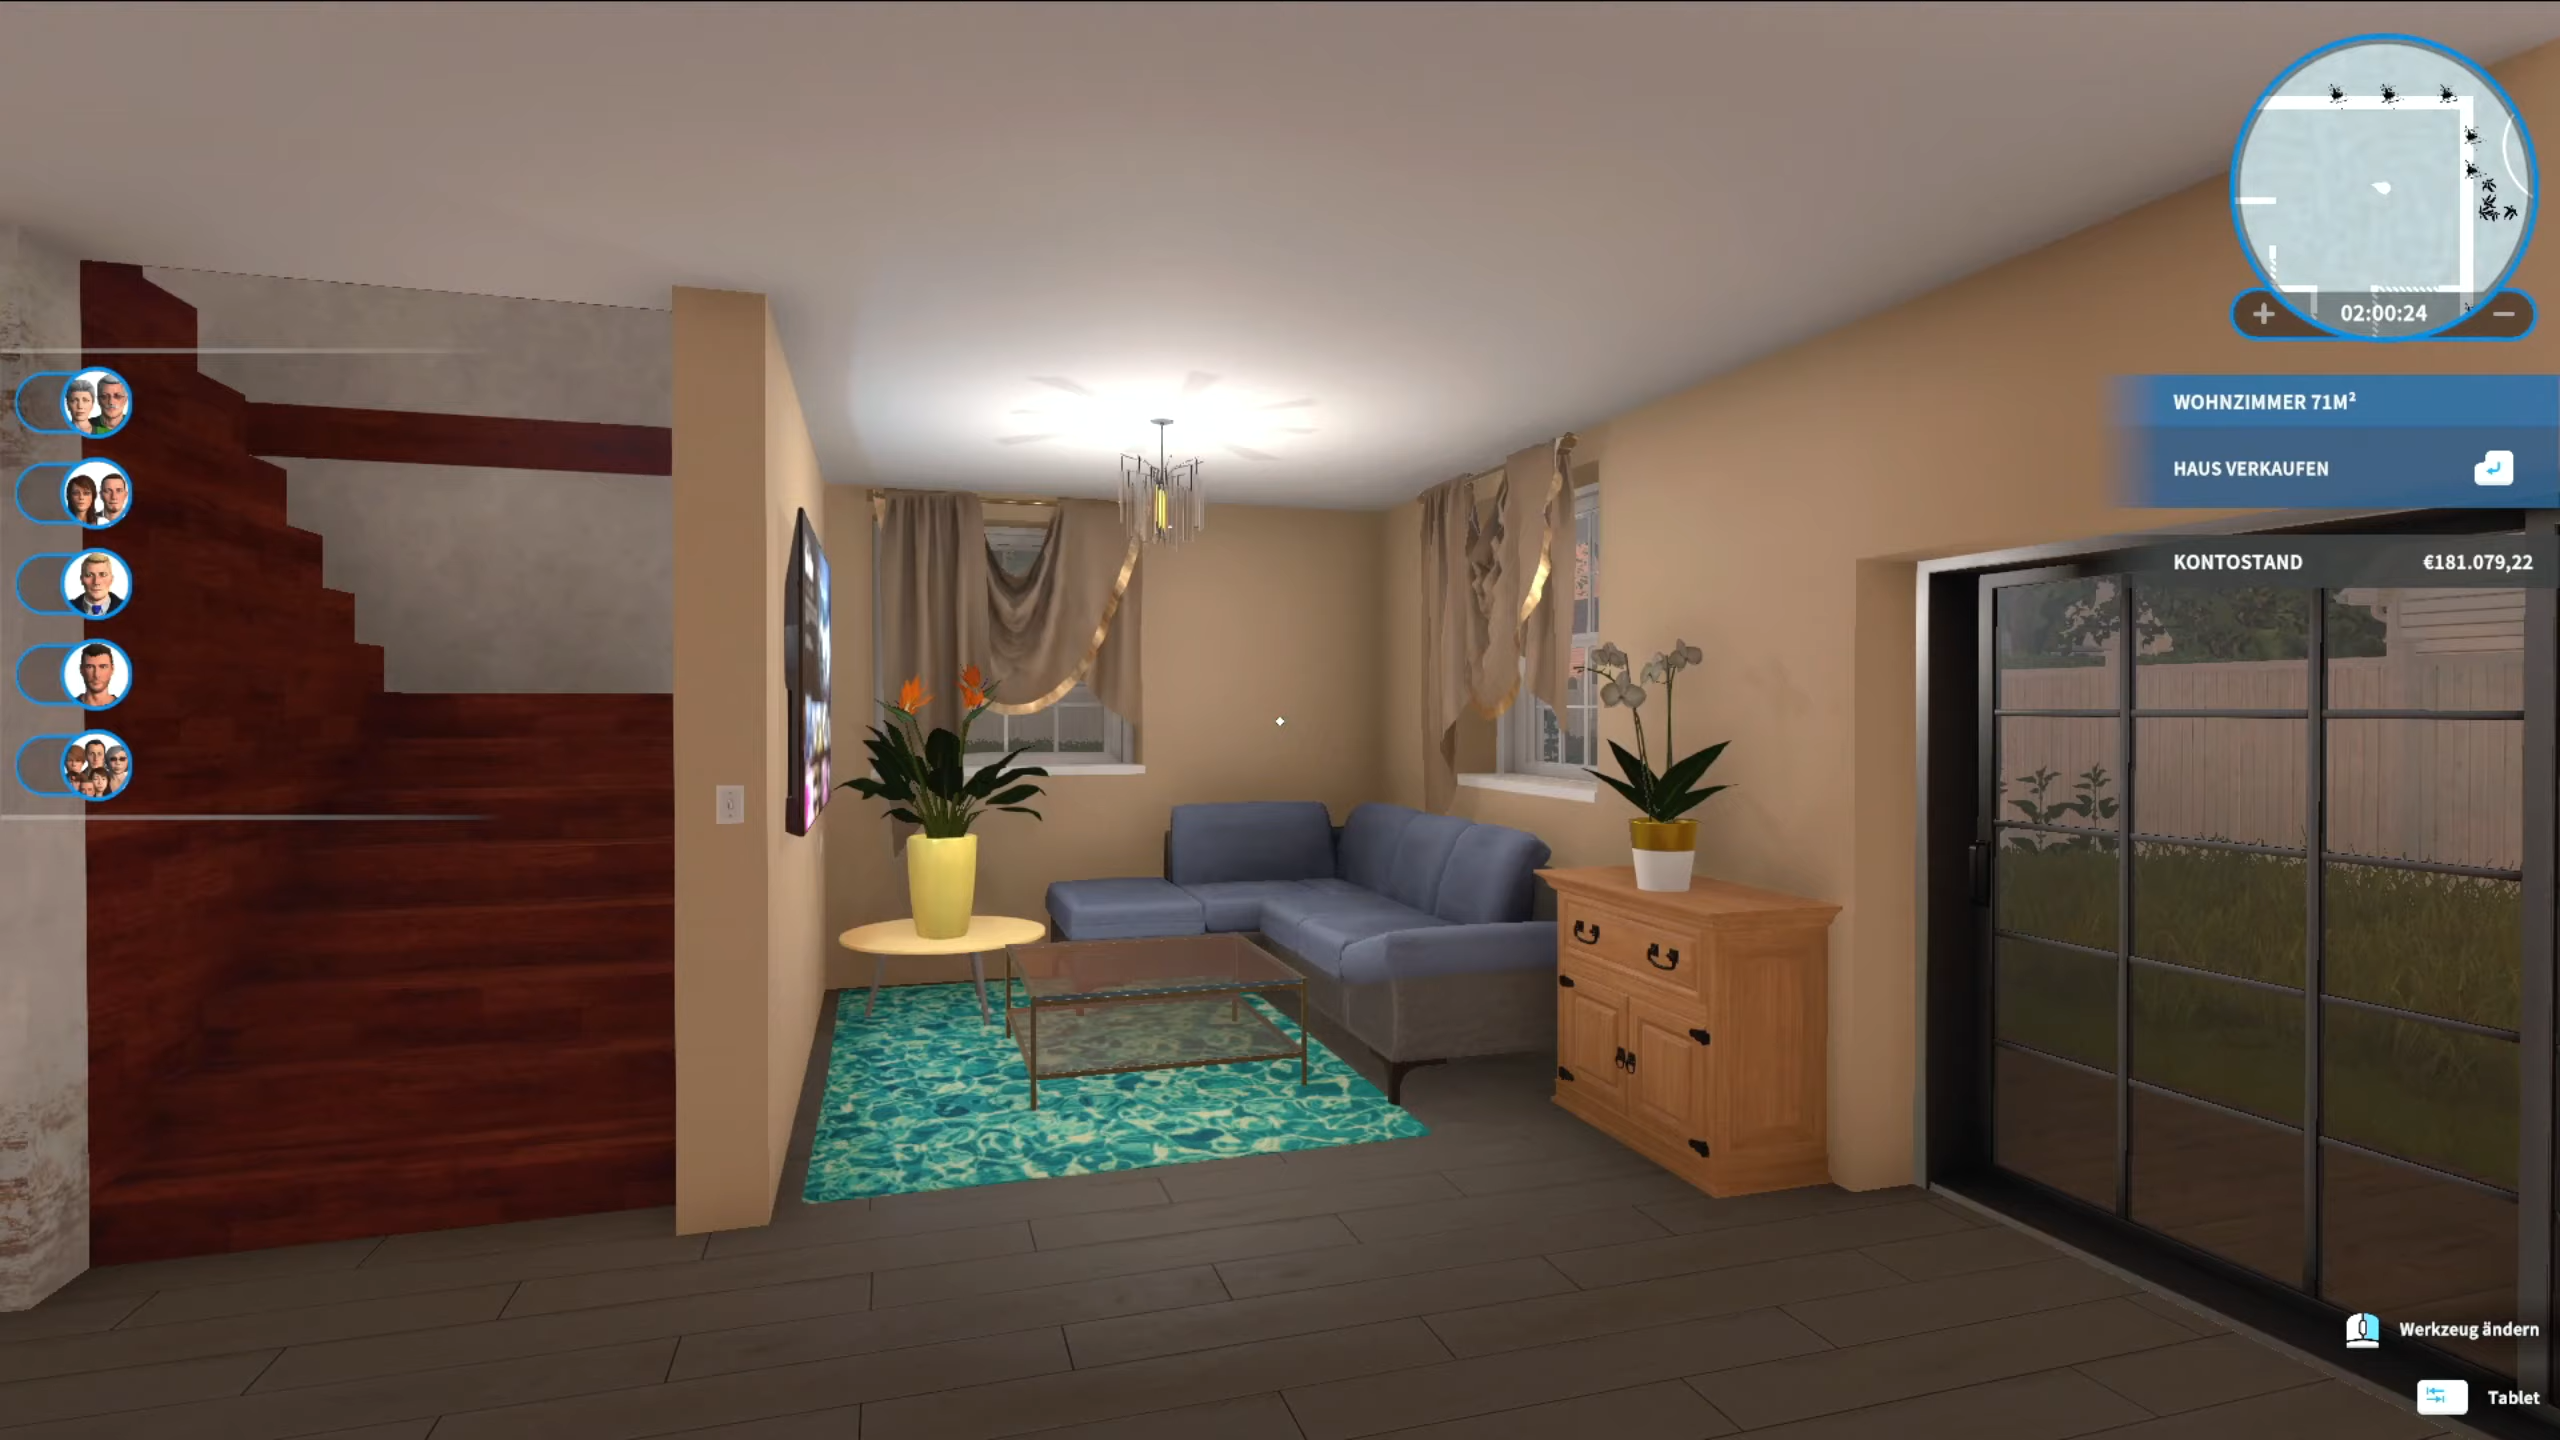 02:00:24
WOHNZIMMER 71M²
HAUS VERKAUFEN
KONTOSTAND €181.079,22
Werkzeug ändern
Tablet